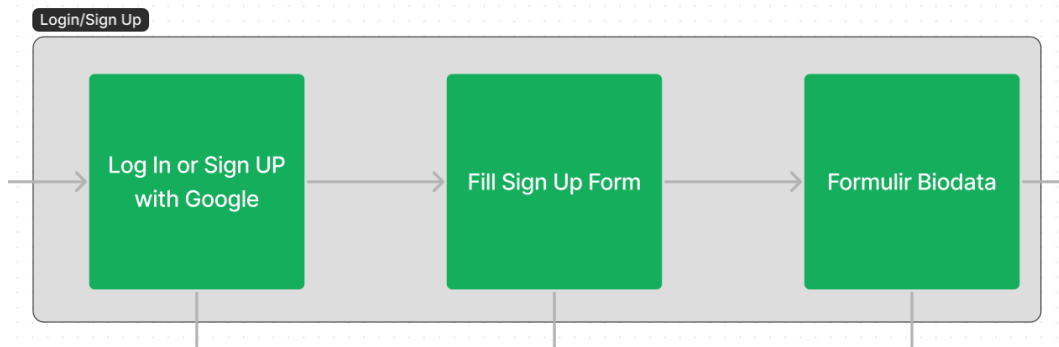 Login/Sign Up
Log In or Sign UP
with Google
Fill Sign Up Form
Formulir Biodata